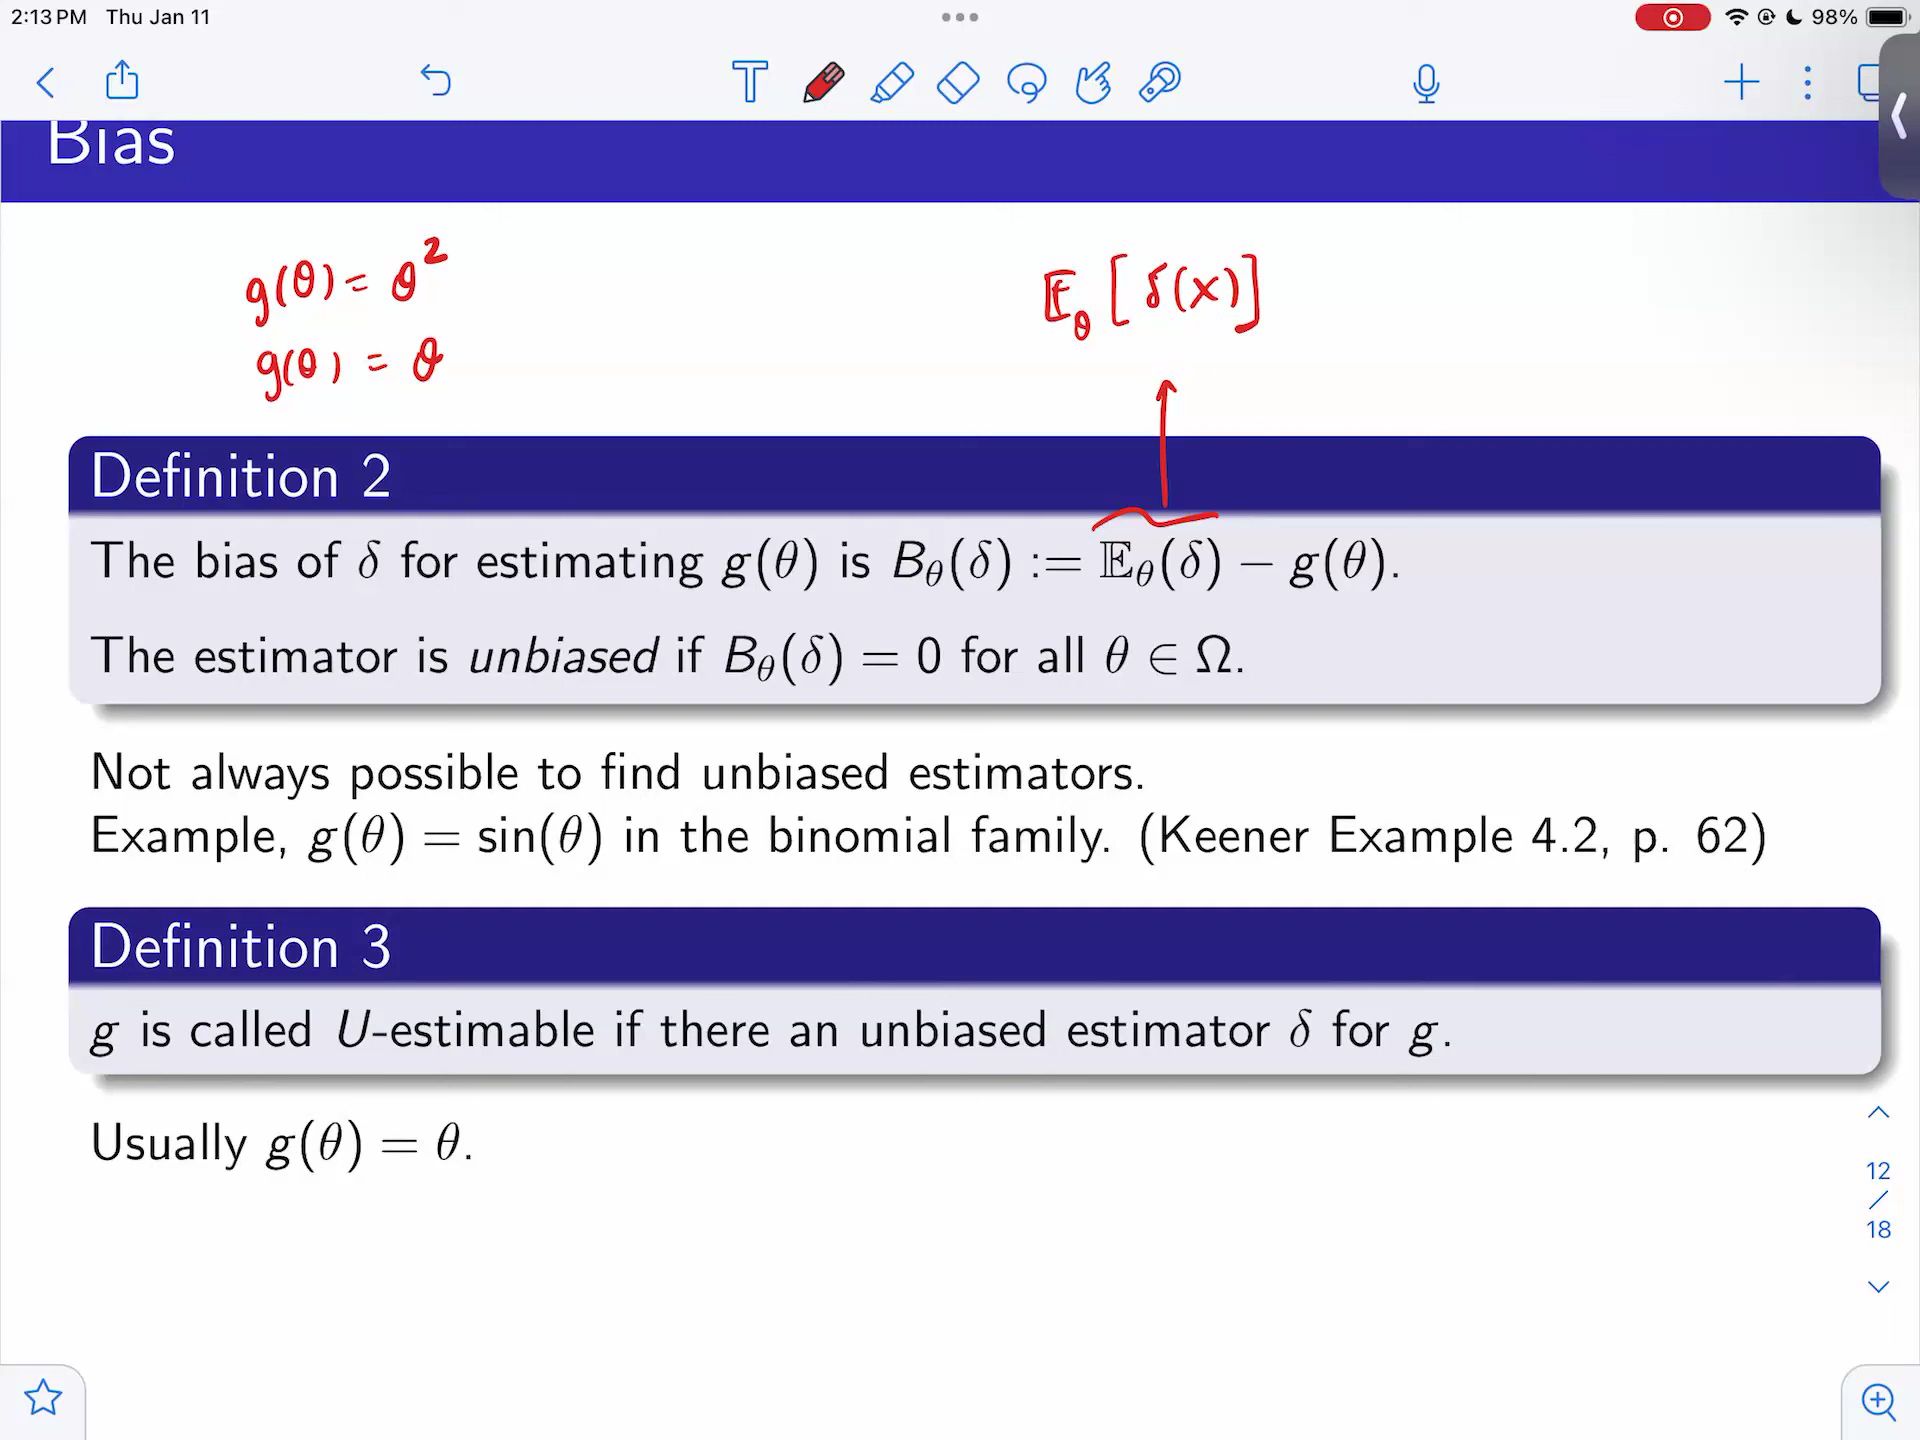 2:13 PM Thu Jan 11
98%
Bias
g(θ) = θ²
g(θ) = θ
𝔼_θ [δ(x)]
Definition 2
The bias of δ for estimating g(θ) is B_θ(δ) := 𝔼_θ(δ) − g(θ).
The estimator is unbiased if B_θ(δ) = 0 for all θ ∈ Ω.
Not always possible to find unbiased estimators.
Example, g(θ) = sin(θ) in the binomial family. (Keener Example 4.2, p. 62)
Definition 3
g is called U-estimable if there an unbiased estimator δ for g.
Usually g(θ) = θ.
12
/
18